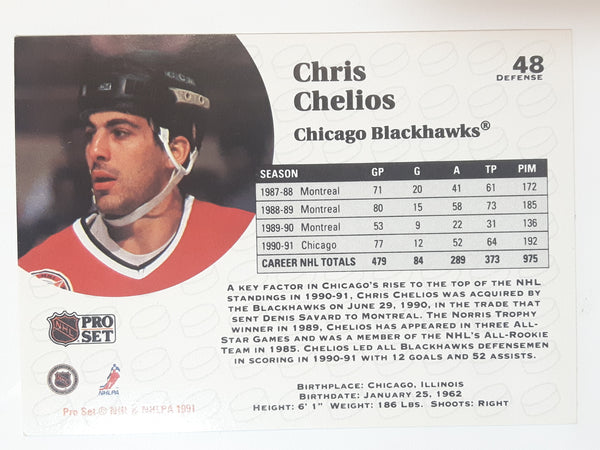 Chris
Chelios
48
DEFENSE
Chicago Blackhawks®
SEASON GP G A TP PIM
1987-88 Montreal 71 20 41 61 172
1988-89 Montreal 80 15 58 73 185
1989-90 Montreal 53 9 22 31 136
1990-91 Chicago 77 12 52 64 192
CAREER NHL TOTALS 479 84 289 373 975
A KEY FACTOR IN CHICAGO'S RISE TO THE TOP OF THE NHL
STANDINGS IN 1990-91, CHRIS CHELIOS WAS ACQUIRED BY
THE BLACKHAWKS ON JUNE 29, 1990, IN THE TRADE THAT
SENT DENIS SAVARD TO MONTREAL. THE NORRIS TROPHY
WINNER IN 1989, CHELIOS HAS APPEARED IN THREE ALL-
STAR GAMES AND WAS A MEMBER OF THE NHL'S ALL-ROOKIE
TEAM IN 1985. CHELIOS LED ALL BLACKHAWKS DEFENSEMEN
IN SCORING IN 1990-91 WITH 12 GOALS AND 52 ASSISTS.
BIRTHPLACE: CHICAGO, ILLINOIS
BIRTHDATE: JANUARY 25, 1962
HEIGHT: 6' 1" WEIGHT: 186 LBS. SHOOTS: RIGHT
NHL PRO
SET
NHLPA
Pro Set © NHL & NHLPA 1991